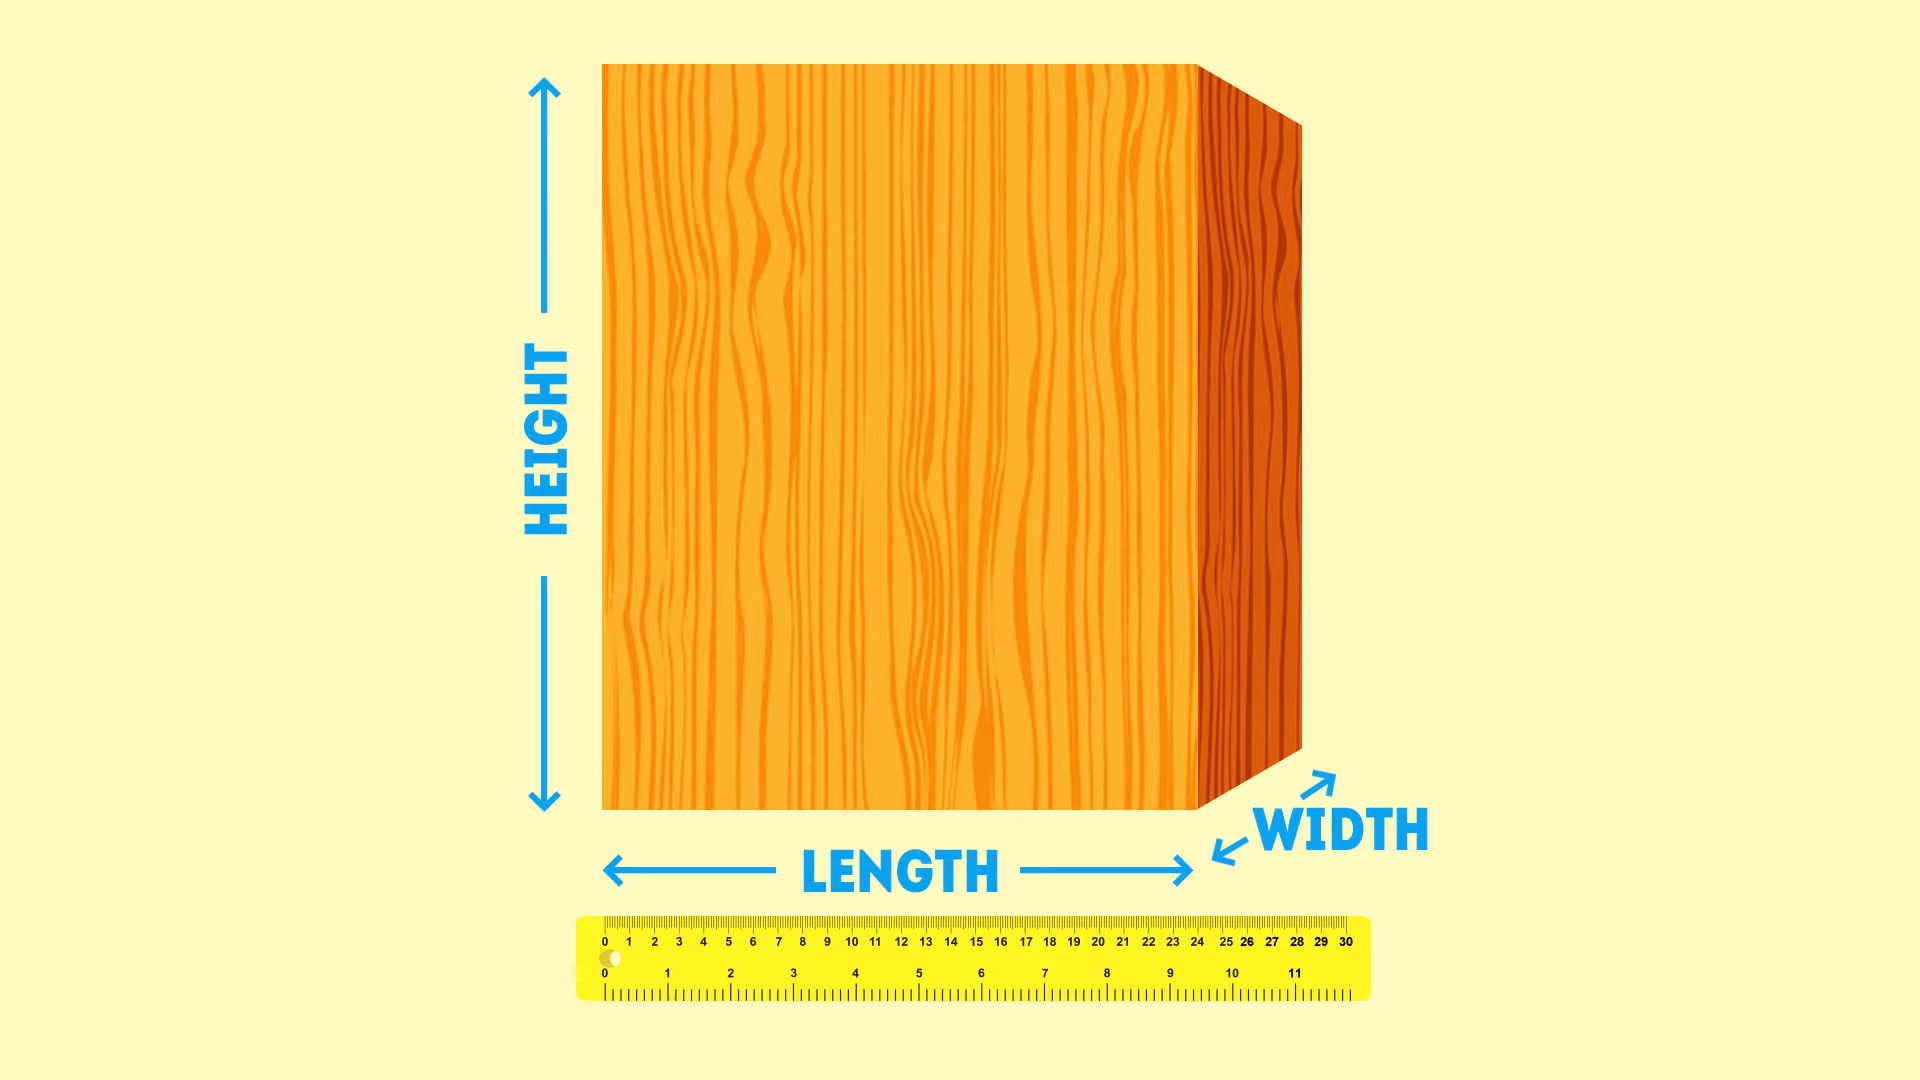 HEIGHT
WIDTH
LENGTH
0 1 2 3 4 5 6 7 8 9 10 11 12 13 14 15 16 17 18 19 20 21 22 23 24 25 26 27 28 29 30
0 1 2 3 4 5 6 7 8 9 10 11